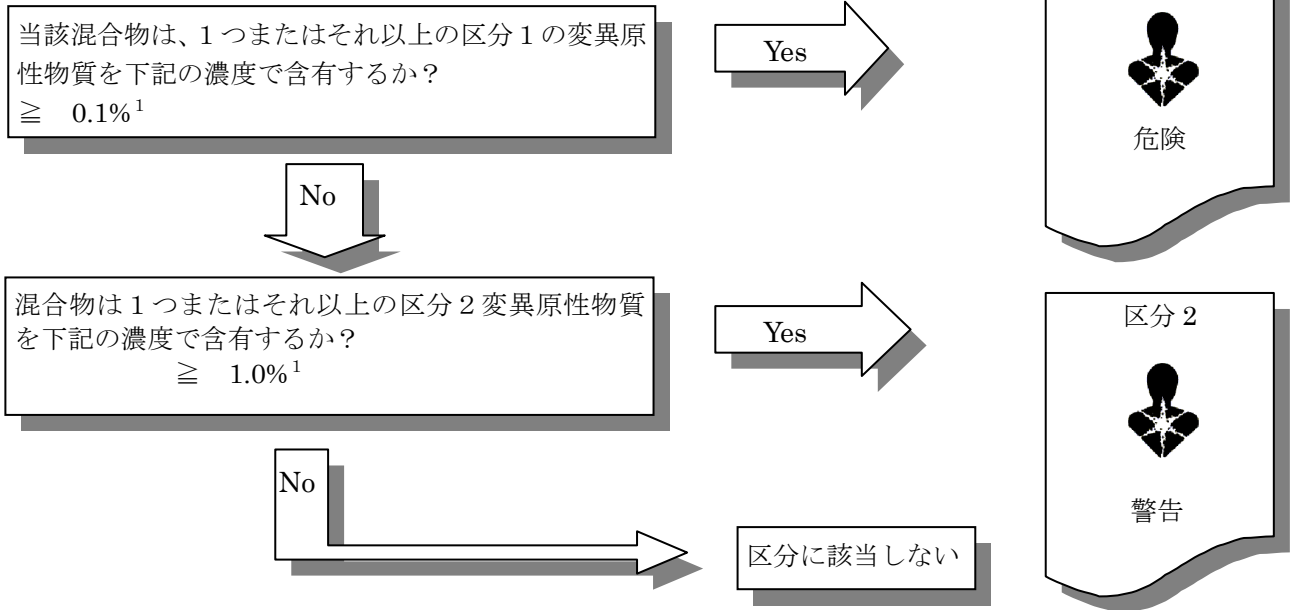 当該混合物は、１つまたはそれ以上の区分１の変異原
性物質を下記の濃度で含有するか？
≧ 0.1%¹
Yes
危険
No
混合物は１つまたはそれ以上の区分２変異原性物質
を下記の濃度で含有するか？
≧ 1.0%¹
Yes
区分 2
警告
No
区分に該当しない